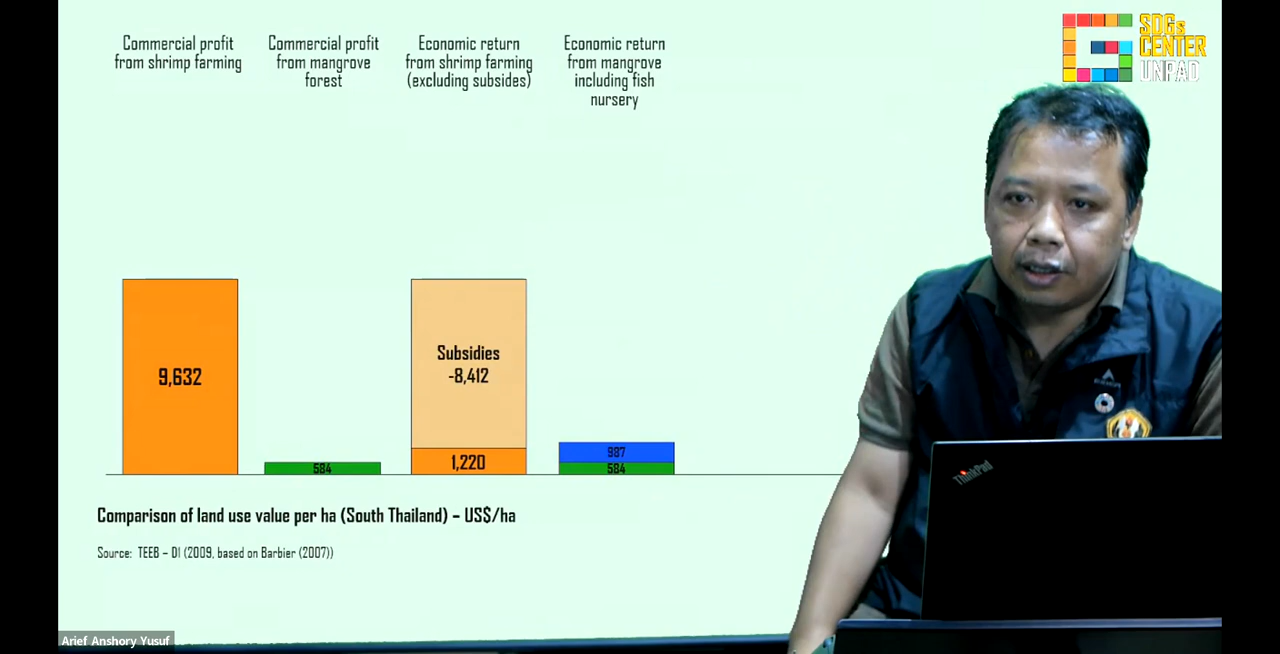 Commercial profit
from shrimp farming
Commercial profit
from mangrove
forest
Economic return
from shrimp farming
(excluding subsides)
Economic return
from mangrove
including fish
nursery
SDGs
CENTER
UNPAD
9,632
584
Subsidies
-8,412
1,220
987
584
Comparison of land use value per ha (South Thailand) – US$/ha
Source: TEEB – DI (2009, based on Barbier (2007))
ThinkPad
Arief Anshory Yusuf